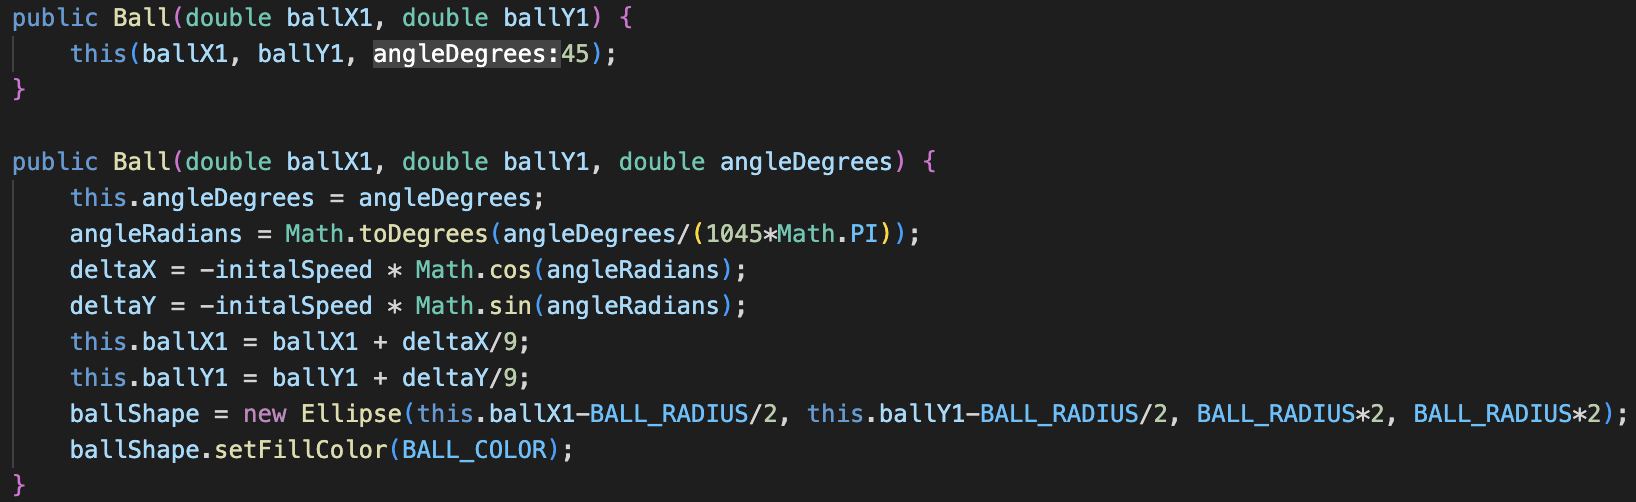 public Ball(double ballX1, double ballY1) {
this(ballX1, ballY1, angleDegrees:45);
}
public Ball(double ballX1, double ballY1, double angleDegrees) {
this.angleDegrees = angleDegrees;
angleRadians = Math.toDegrees(angleDegrees/(1045*Math.PI));
deltaX = -initalSpeed * Math.cos(angleRadians);
deltaY = -initalSpeed * Math.sin(angleRadians);
this.ballX1 = ballX1 + deltaX/9;
this.ballY1 = ballY1 + deltaY/9;
ballShape = new Ellipse(this.ballX1-BALL_RADIUS/2, this.ballY1-BALL_RADIUS/2, BALL_RADIUS*2, BALL_RADIUS*2);
ballShape.setFillColor(BALL_COLOR);
}